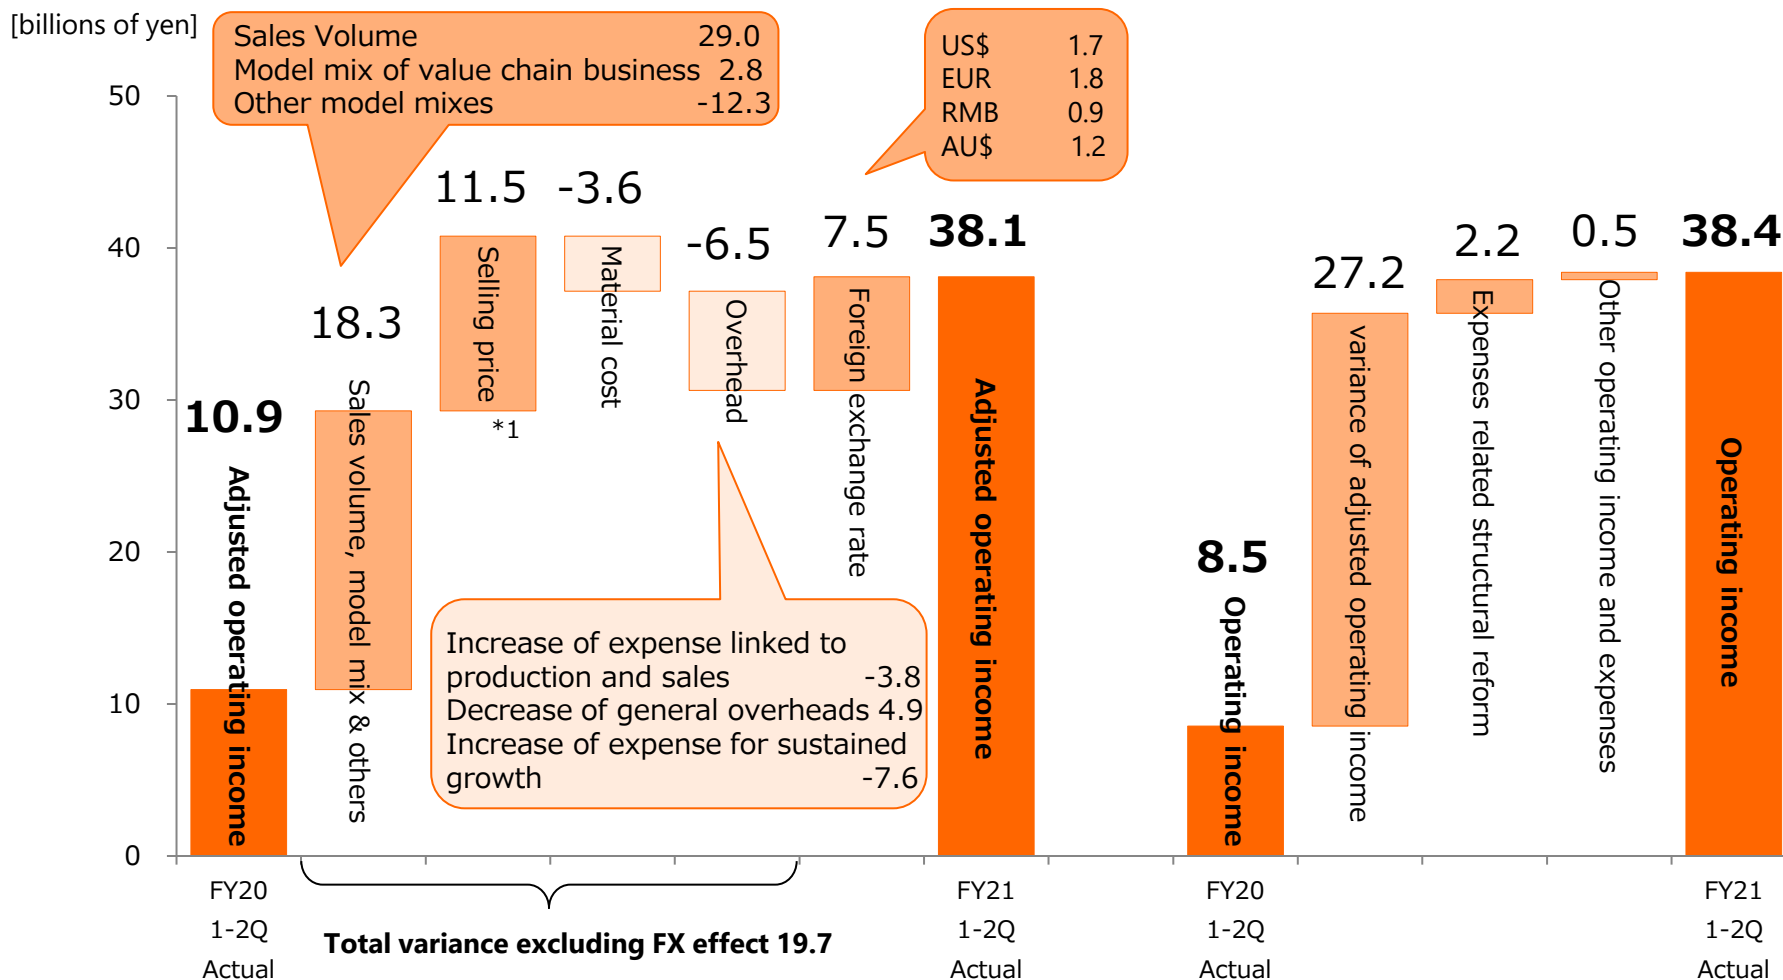 [billions of yen]
Sales Volume 29.0
Model mix of value chain business 2.8
Other model mixes -12.3
US$ 1.7
EUR 1.8
RMB 0.9
AU$ 1.2
50
40
30
20
10
0
10.9
Adjusted operating income
18.3
Sales volume, model mix & others
11.5
Selling price
*1
-3.6
Material cost
-6.5
Overhead
7.5
Foreign exchange rate
38.1
Adjusted operating income
Increase of expense linked to
production and sales -3.8
Decrease of general overheads 4.9
Increase of expense for sustained
growth -7.6
8.5
Operating income
27.2
variance of adjusted operating income
2.2
Expenses related structural reform
0.5
Other operating income and expenses
38.4
Operating income
FY20
1-2Q
Actual
Total variance excluding FX effect 19.7
FY21
1-2Q
Actual
FY20
1-2Q
Actual
FY21
1-2Q
Actual